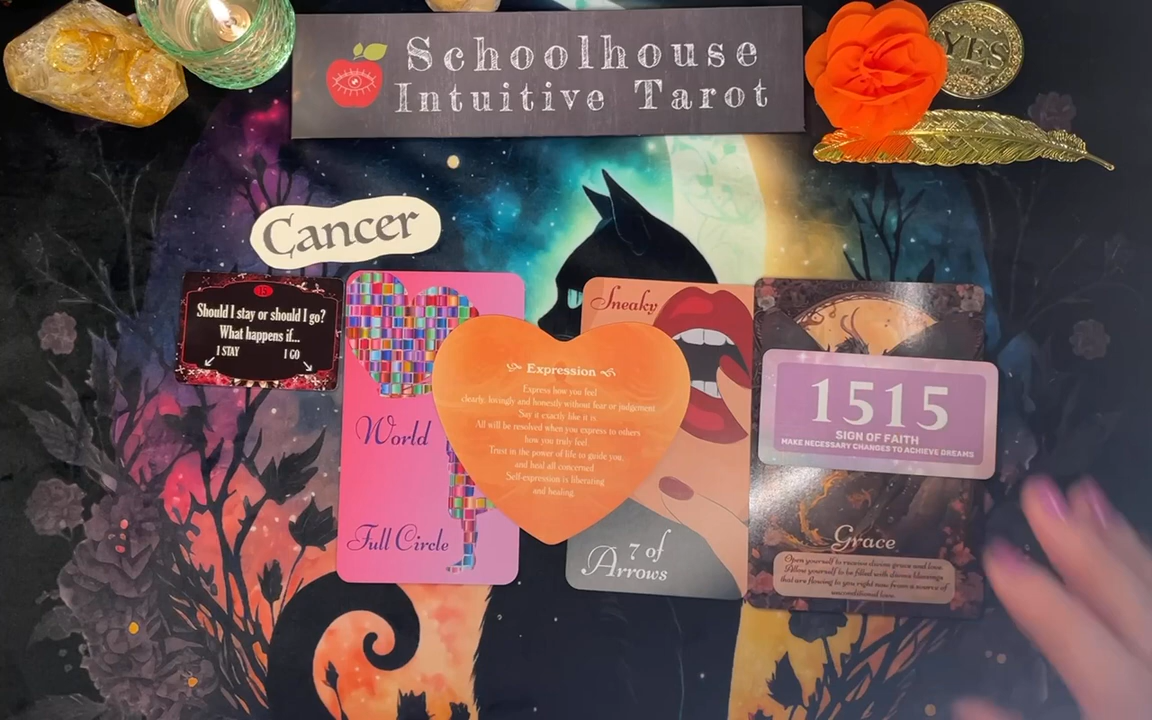 Schoolhouse
Intuitive Tarot
YES
Cancer
13
Should I stay or should I go?
What happens if...
I STAY I GO
World
Full Circle
Expression
Express how you feel
clearly, lovingly and honestly without fear or judgement
Say it exactly like it is
All will be resolved when you express to others
how you truly feel
Trust in the power of life to guide you,
and heal all concerned
Self-expression is liberating
and healing
Sneaky
7 of
Arrows
1515
SIGN OF FAITH
MAKE NECESSARY CHANGES TO ACHIEVE DREAMS
Grace
Open yourself to receive divine grace and love.
Allow yourself to be filled with divine blessings
that are flowing to you right now from a source of
unconditional love.